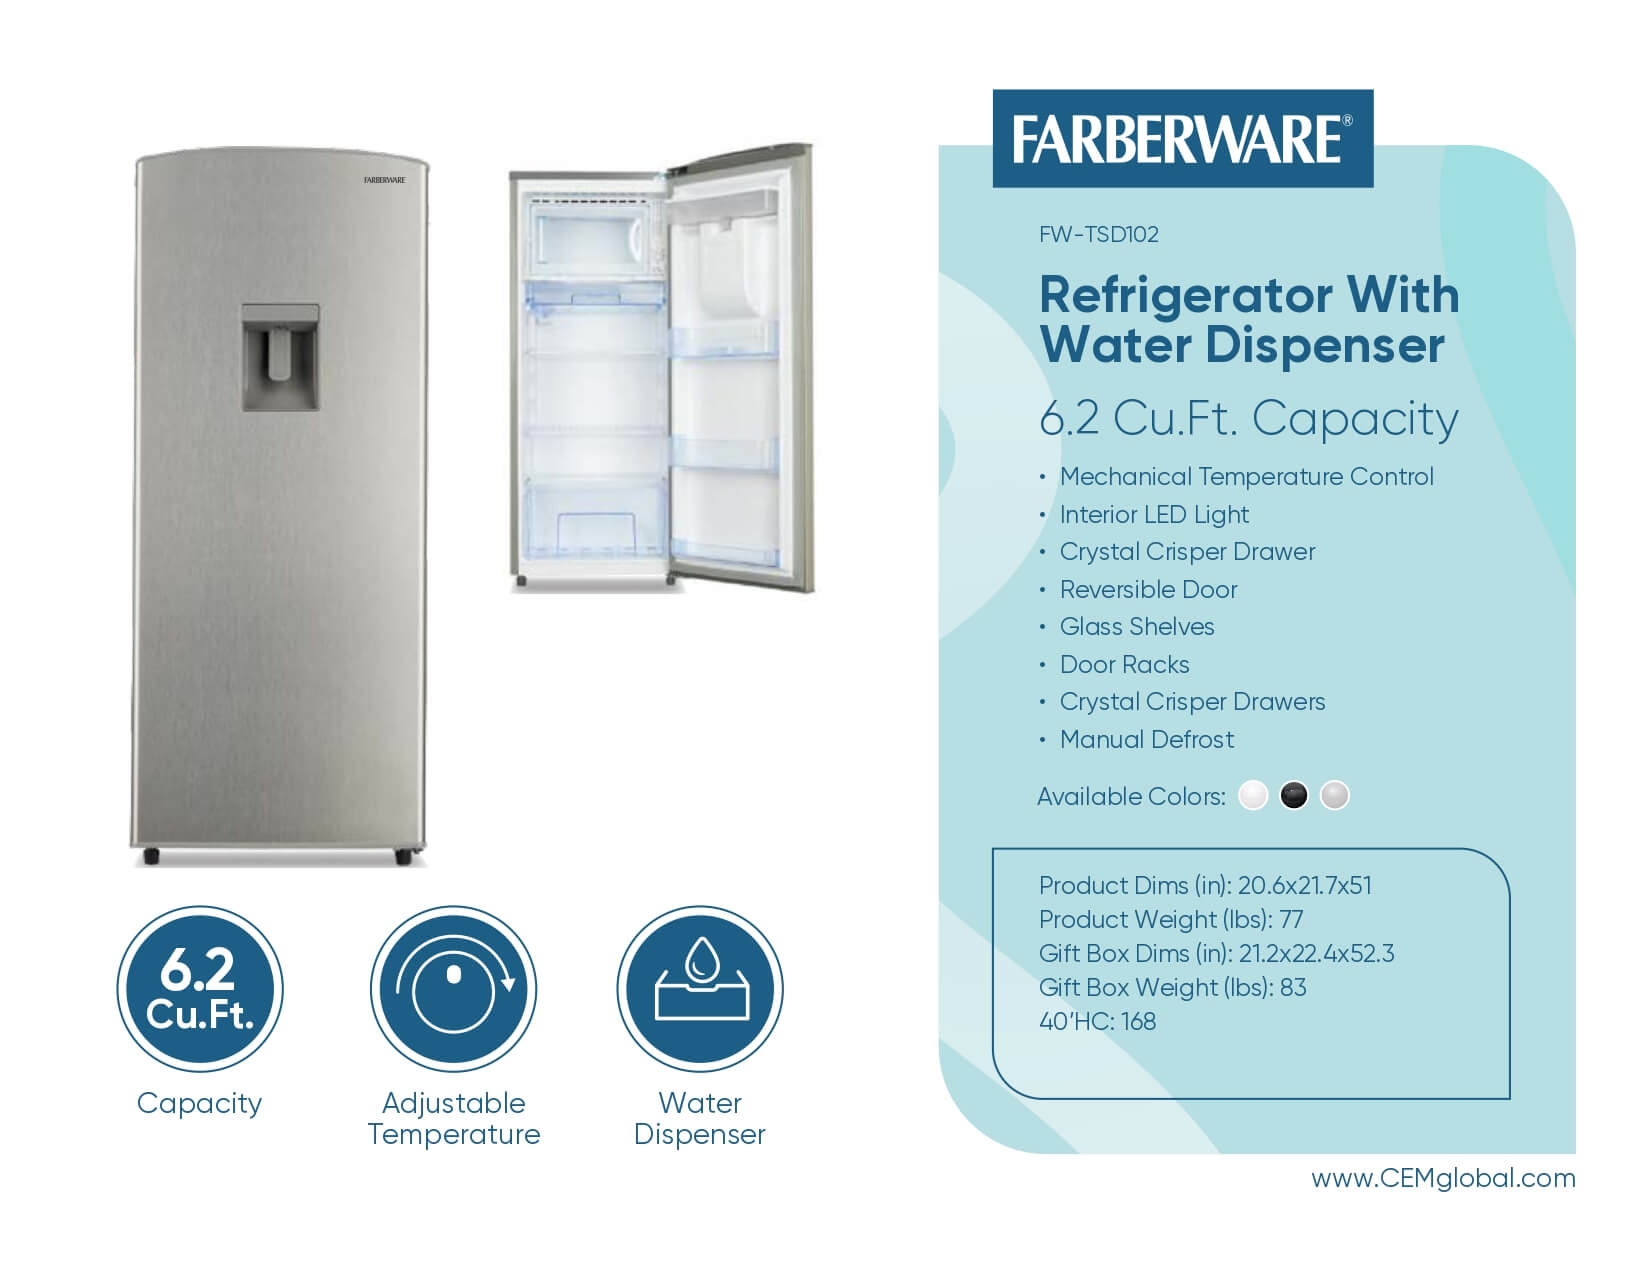 FARBERWARE
FARBERWARE®
FW-TSD102
Refrigerator With
Water Dispenser
6.2 Cu.Ft. Capacity
• Mechanical Temperature Control
• Interior LED Light
• Crystal Crisper Drawer
• Reversible Door
• Glass Shelves
• Door Racks
• Crystal Crisper Drawers
• Manual Defrost
Available Colors:
Product Dims (in): 20.6x21.7x51
Product Weight (lbs): 77
Gift Box Dims (in): 21.2x22.4x52.3
Gift Box Weight (lbs): 83
40’HC: 168
6.2
Cu.Ft.
Capacity
Adjustable
Temperature
Water
Dispenser
www.CEMglobal.com